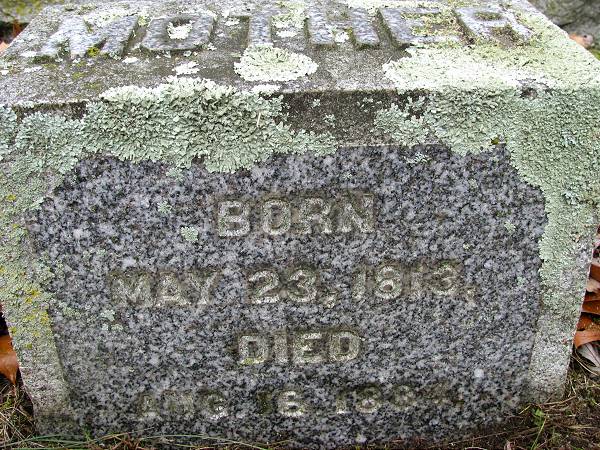 MOTHER
BORN
MAY 23, 1813,
DIED
AUG. 16